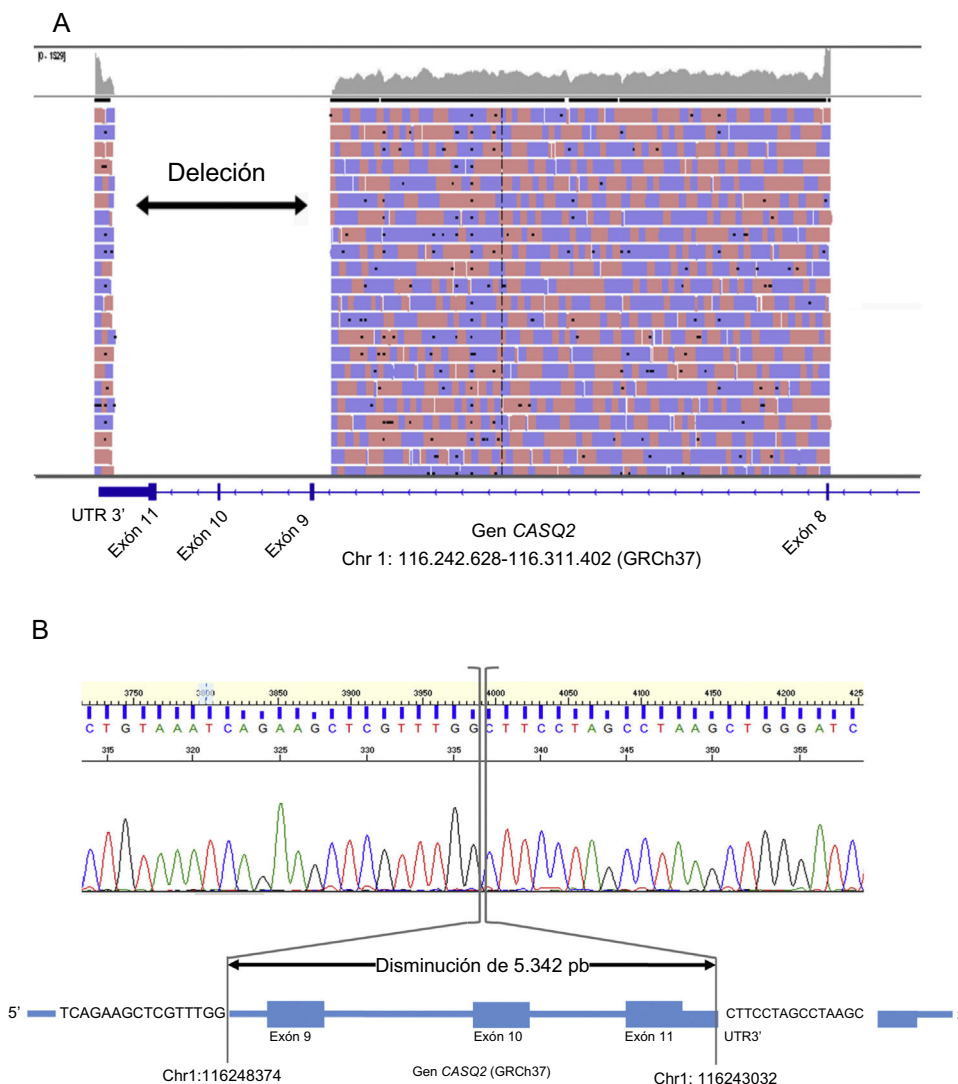 A
[0 - 1529]
Deleción
UTR 3'
Exón 11
Exón 10
Exón 9
Exón 8
Gen CASQ2
Chr 1: 116.242.628-116.311.402 (GRCh37)
B
3750 3800 3850 3900 3950 4000 4050 4100 4150 4200 425
CTGTAAATCAGAAGCTCGTTTGGCTTCCTAGCCTAAGCTGGGATC
315 320 325 330 340 345 350 355
Disminución de 5.342 pb
5' TCAGAAGCTCGTTTGG CTTCCTAGCCTAAGC
Exón 9 Exón 10 Exón 11 UTR3'
Chr1:116248374 Gen CASQ2 (GRCh37) Chr1: 116243032